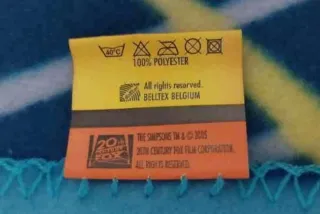 40°C
100% POLYESTER
All rights reserved.
BELTEX BELGIUM
20th
CENTURY
FOX
THE SIMPSONS TM & © 2005
20TH CENTURY FOX FILM CORPORATION.
ALL RIGHTS RESERVED.